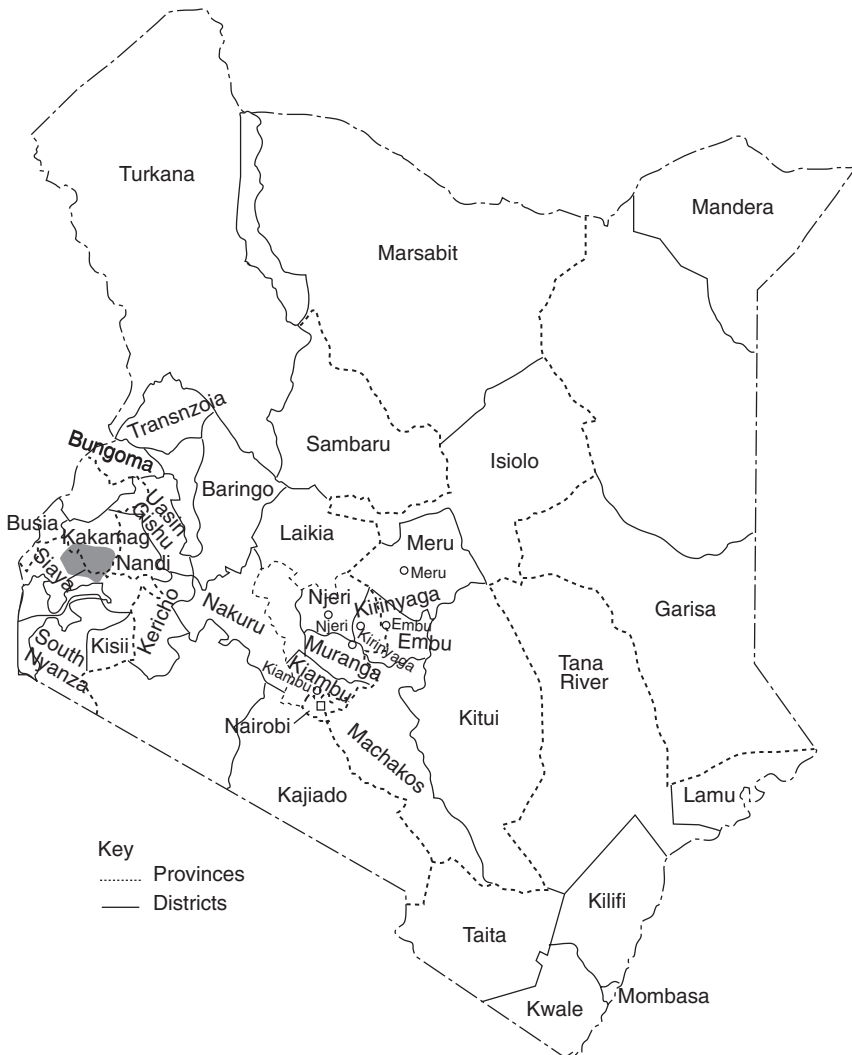 Turkana
Mandera
Marsabit
Transnzoia
Bungoma
Sambaru
Isiolo
Baringo
Uasin
Gishu
Busia
Kakamag
Laikia
Meru
Nandi
Siaya
Meru
Njeri
Kirinyaga
Garisa
Kericho
Nakuru
Njeri
Embu
Kirinyaga
Embu
South
Nyanza
Kisii
Muranga
Tana
River
Kiambu
Kiambu
Kitui
Nairobi
Machakos
Kajiado
Lamu
Key
Provinces
Districts
Kilifi
Taita
Kwale
Mombasa